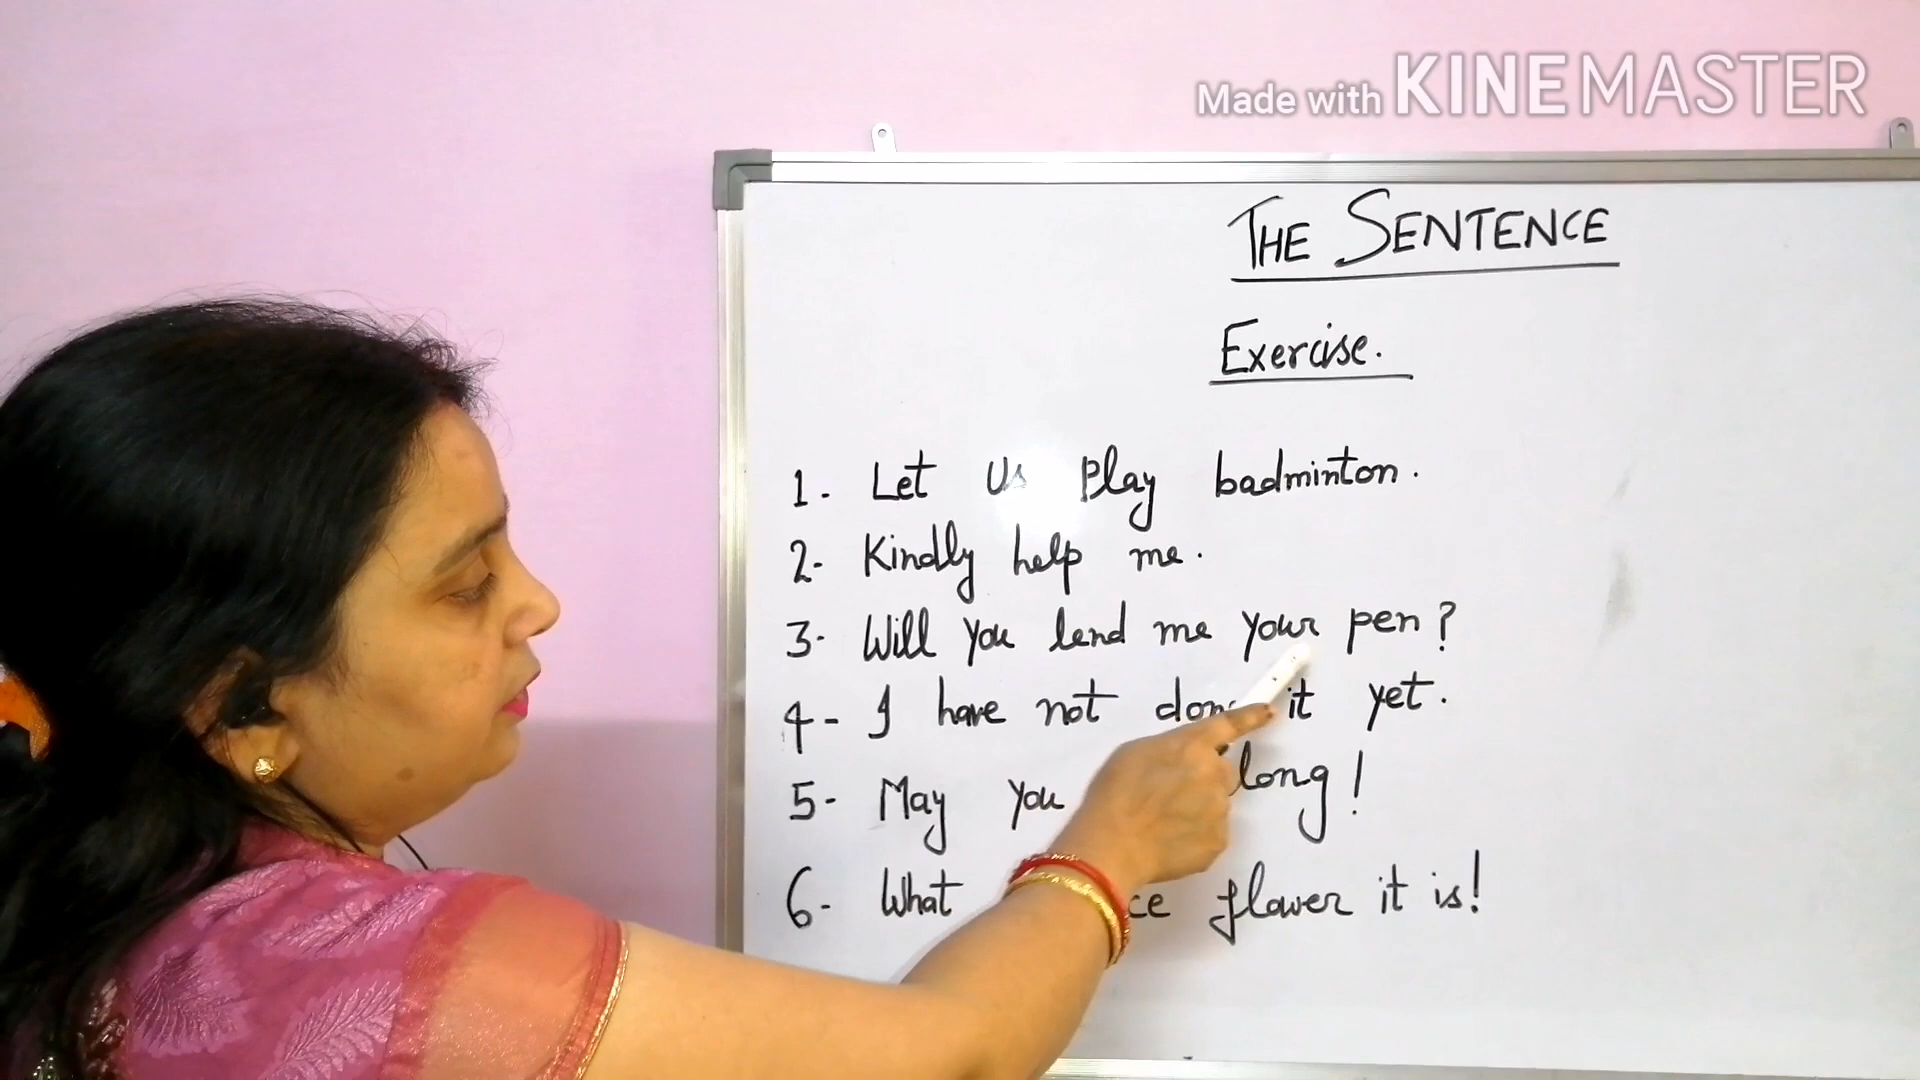 Made with KINEMASTER
THE SENTENCE
Exercise.
1. Let Us Play badminton.
2- Kindly help me.
3- Will you lend me your pen?
4- I have not done it yet.
5- May you long!
6- What flower it is!